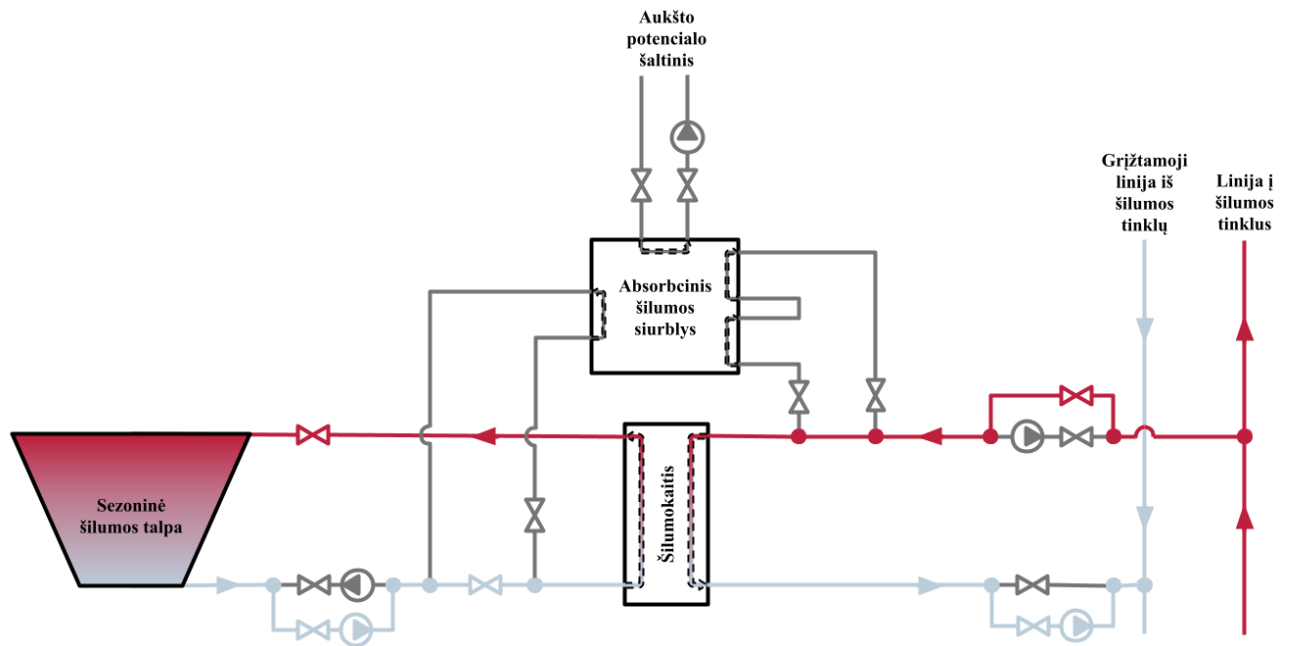 Aukšto
potencialo
šaltinis
Grįžtamoji
linija iš
šilumos
tinklų
Linija į
šilumos
tinklus
Absorbcinis
šilumos
siurblys
Sezoninė
šilumos talpa
Šilumokaitis